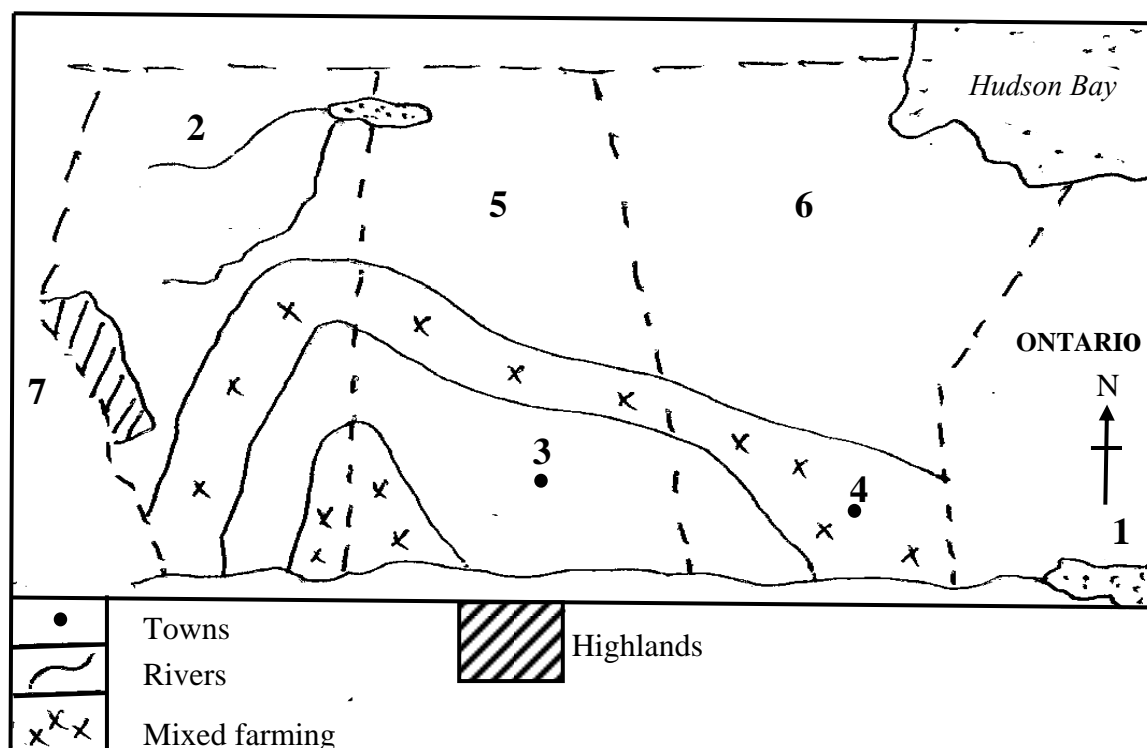 Hudson Bay
2
5
6
ONTARIO
N
7
3
4
1
Towns
Highlands
Rivers
Mixed farming